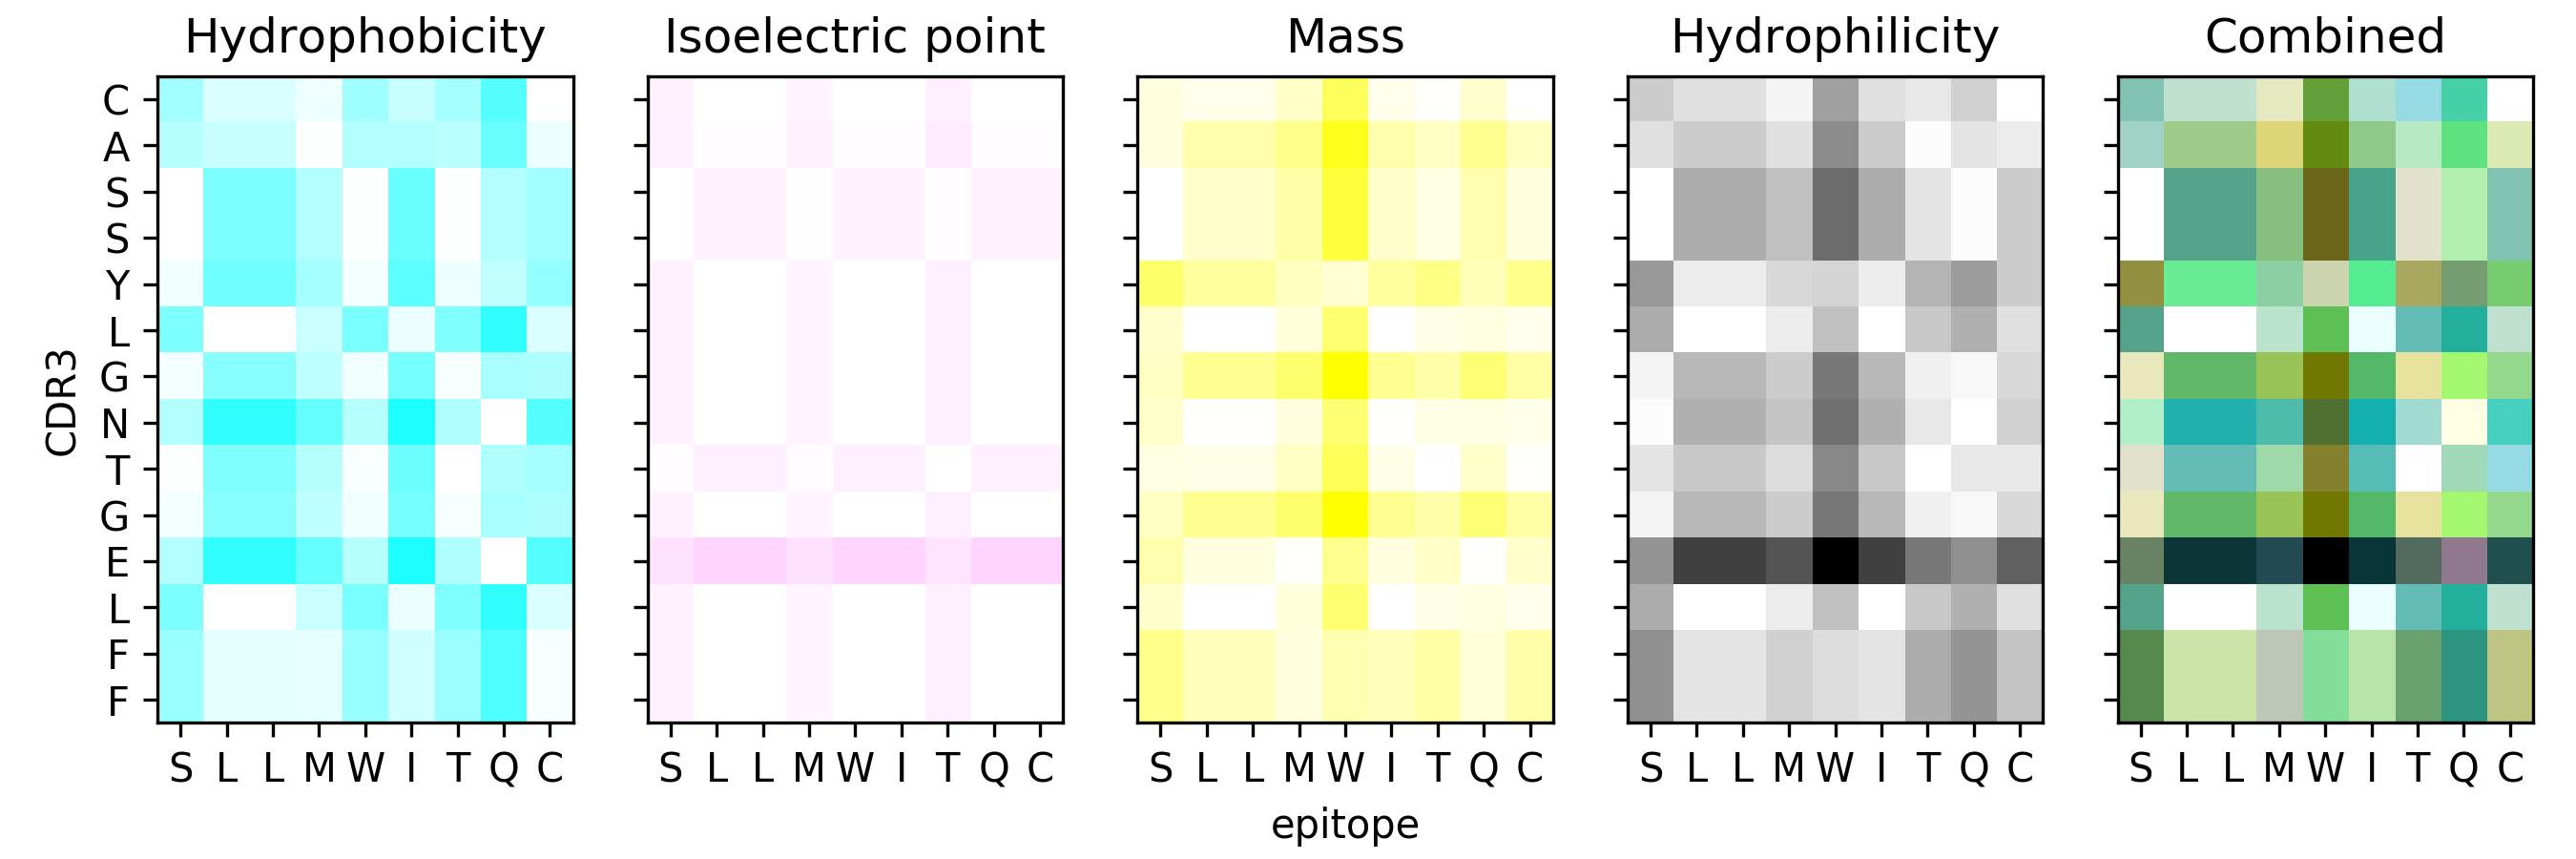 Hydrophobicity Isoelectric point Mass Hydrophilicity Combined
C
A
S
S
Y
L
G
N
T
G
E
L
F
F
CDR3
S L L M W I T Q C S L L M W I T Q C S L L M W I T Q C S L L M W I T Q C S L L M W I T Q C
epitope